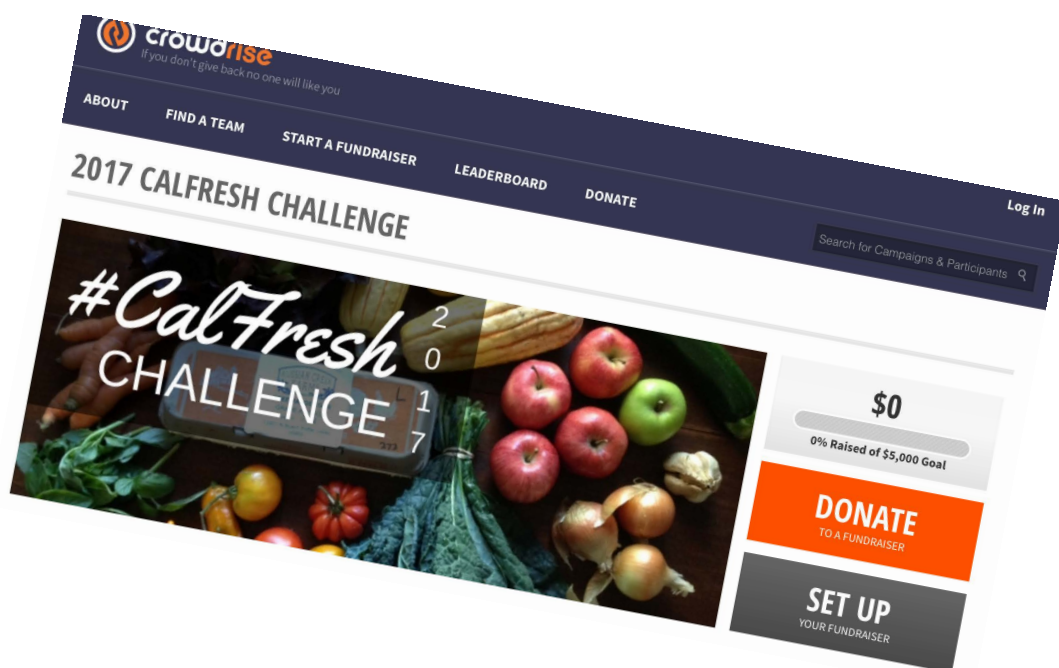 crowdrise
If you don't give back no one will like you
Log In
ABOUT FIND A TEAM START A FUNDRAISER LEADERBOARD DONATE
Search for Campaigns & Participants
2017 CALFRESH CHALLENGE
#CalFresh
CHALLENGE
2
0
1
7
$0
0% Raised of $5,000 Goal
DONATE
TO A FUNDRAISER
SET UP
YOUR FUNDRAISER